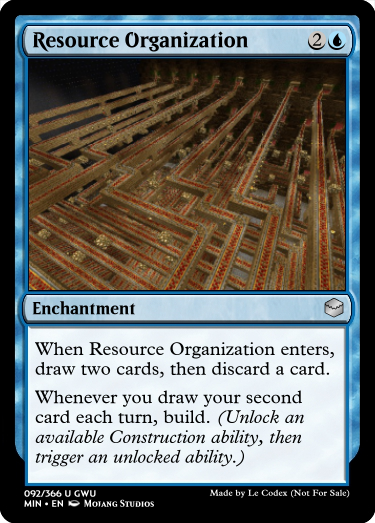 Resource Organization 2
Enchantment
When Resource Organization enters,
draw two cards, then discard a card.
Whenever you draw your second
card each turn, build. (Unlock an
available Construction ability, then
trigger an unlocked ability.)
092/366 U GWU
Made by Le Codex (Not For Sale)
MIN • EN Mojang Studios